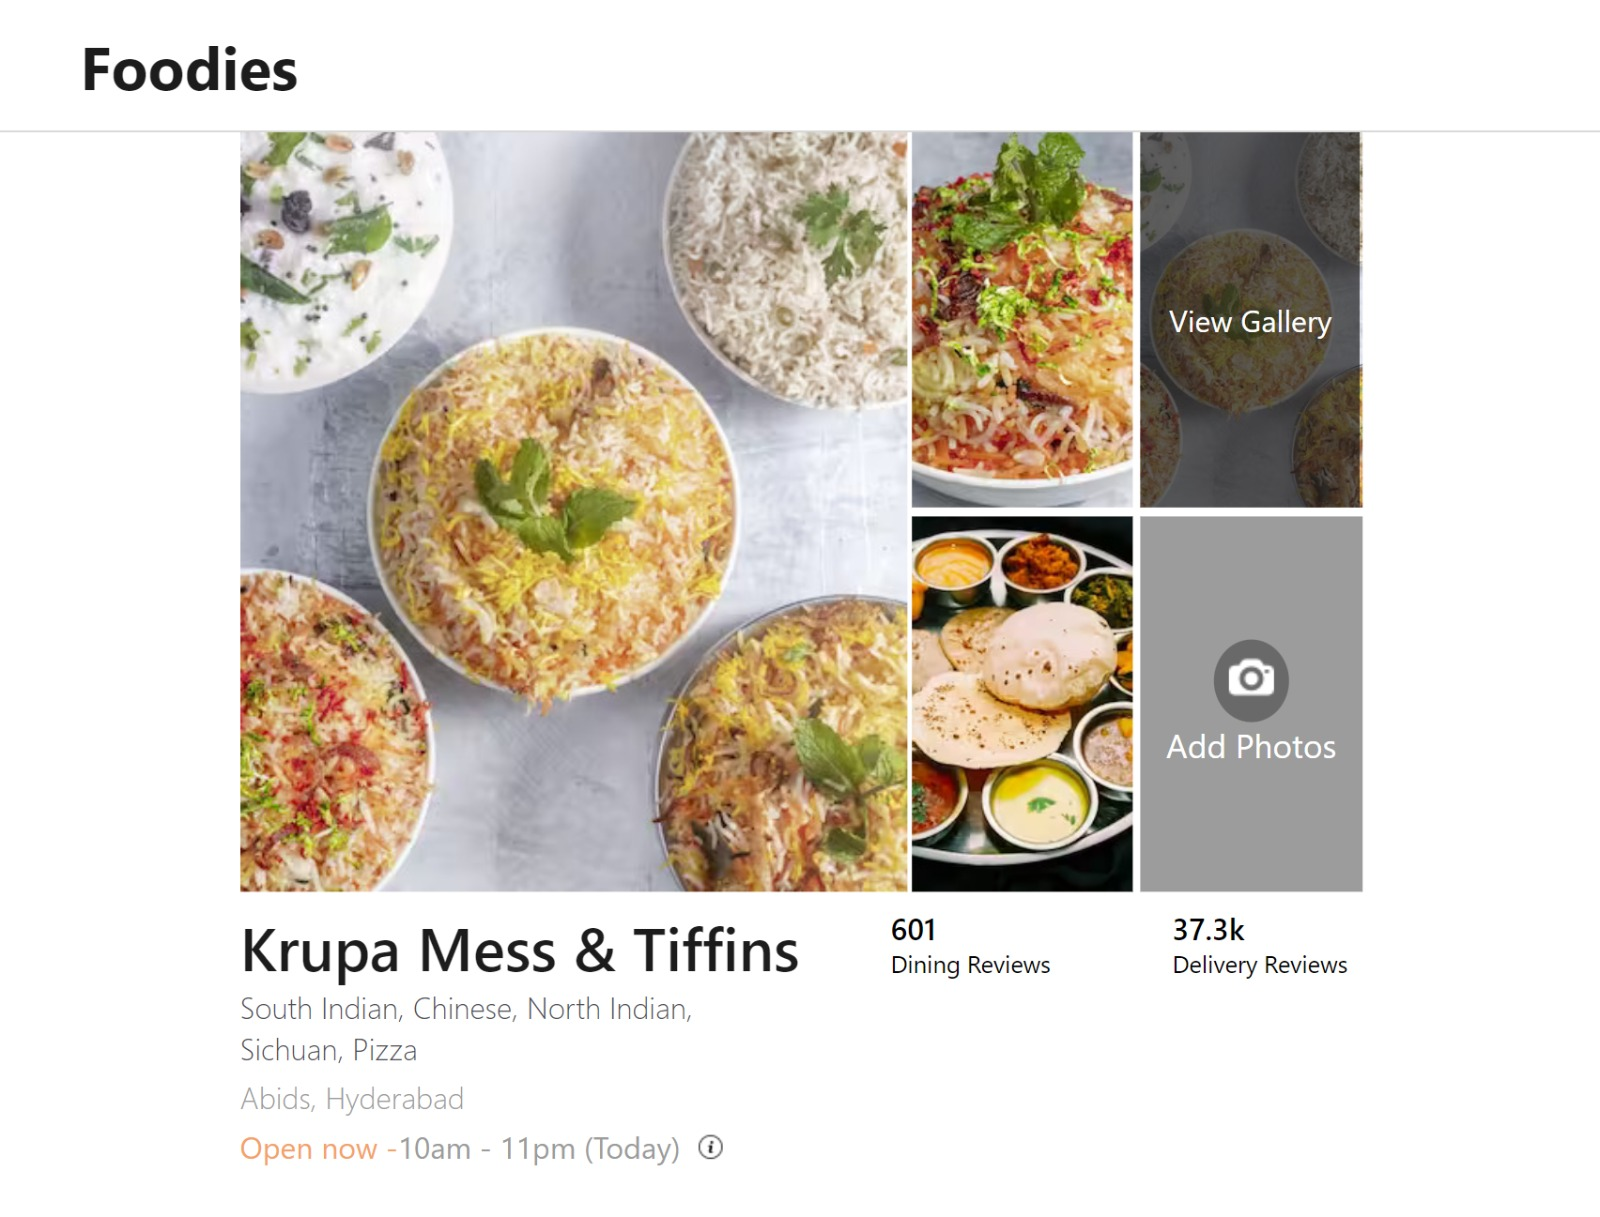 Foodies
View Gallery
Add Photos
Krupa Mess & Tiffins
601
Dining Reviews
37.3k
Delivery Reviews
South Indian, Chinese, North Indian,
Sichuan, Pizza
Abids, Hyderabad
Open now -10am - 11pm (Today)